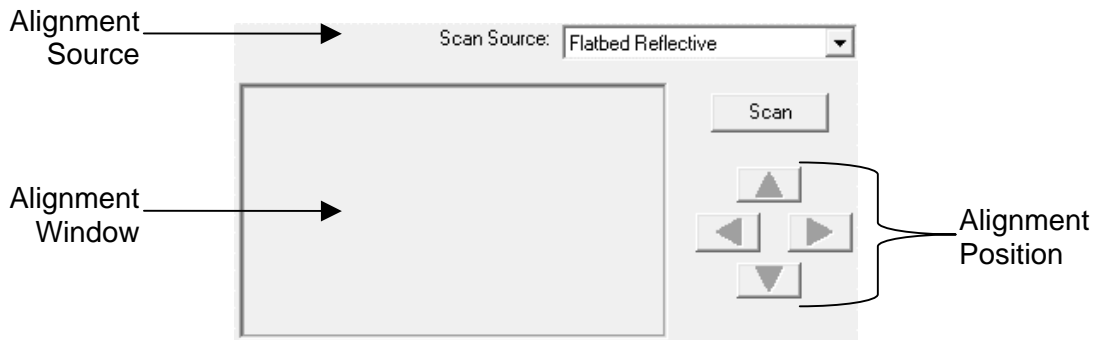 Alignment
Source
Scan Source: Flatbed Reflective
Scan
Alignment
Window
Alignment
Position